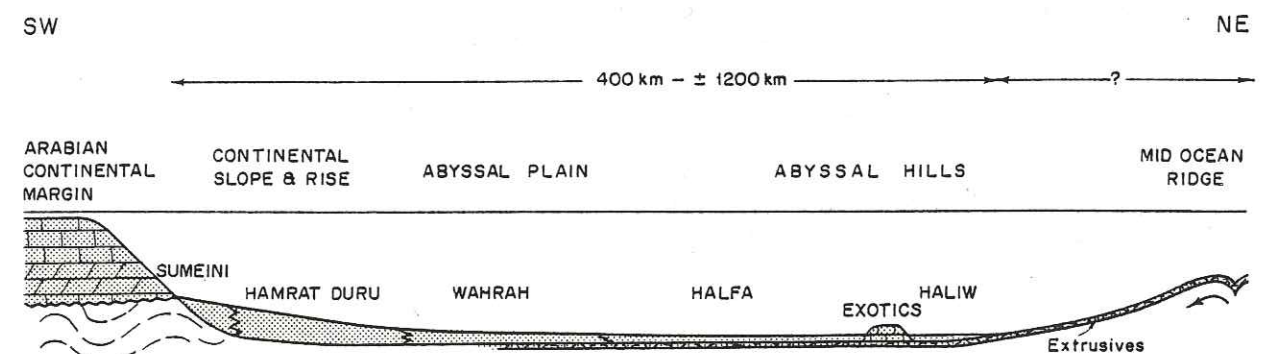 SW
NE
400 km - ± 1200 km
?
ARABIAN
CONTINENTAL
MARGIN
CONTINENTAL
SLOPE & RISE
ABYSSAL PLAIN
ABYSSAL HILLS
MID OCEAN
RIDGE
SUMEINI
HAMRAT DURU
WAHRAH
HALFA
HALIW
EXOTICS
Extrusives